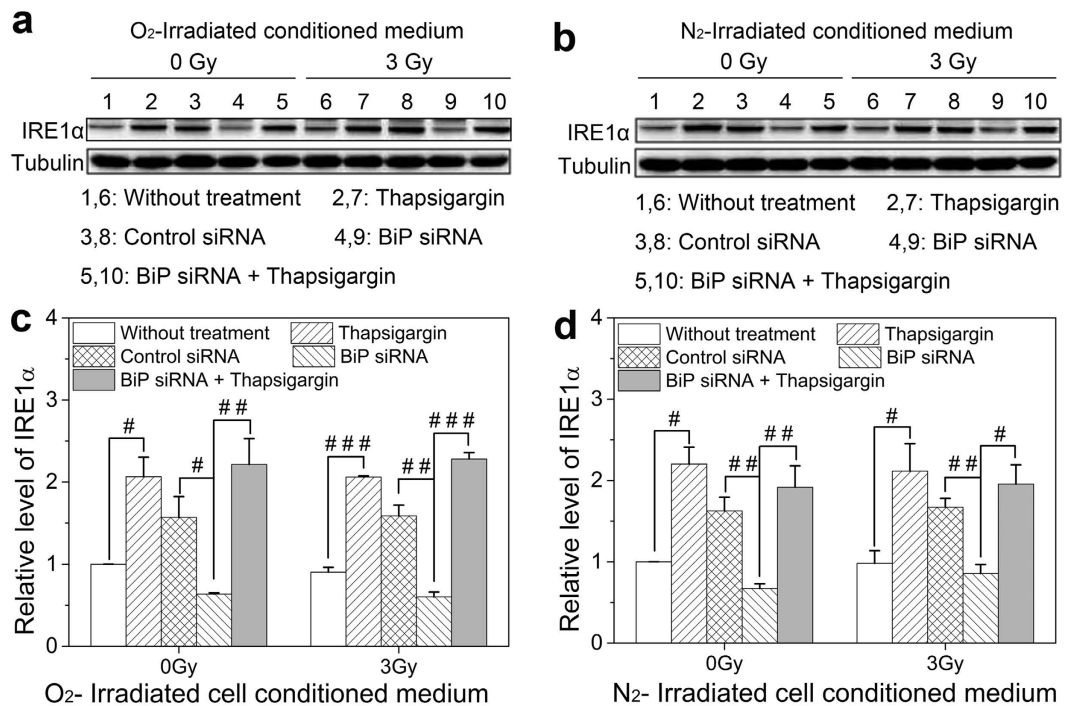 a
O2-Irradiated conditioned medium
0 Gy 3 Gy
1 2 3 4 5 6 7 8 9 10
IRE1α
Tubulin
1,6: Without treatment 2,7: Thapsigargin
3,8: Control siRNA 4,9: BiP siRNA
5,10: BiP siRNA + Thapsigargin
b
N2-Irradiated conditioned medium
0 Gy 3 Gy
1 2 3 4 5 6 7 8 9 10
IRE1α
Tubulin
1,6: Without treatment 2,7: Thapsigargin
3,8: Control siRNA 4,9: BiP siRNA
5,10: BiP siRNA + Thapsigargin
c
Relative level of IRE1α
4
3
2
1
0
Without treatment Thapsigargin
Control siRNA BiP siRNA
BiP siRNA + Thapsigargin
# # # # # # # # # # # #
0Gy 3Gy
O2- Irradiated cell conditioned medium
d
Relative level of IRE1α
4
3
2
1
0
Without treatment Thapsigargin
Control siRNA BiP siRNA
BiP siRNA + Thapsigargin
# # # # # # # # #
0Gy 3Gy
N2- Irradiated cell conditioned medium